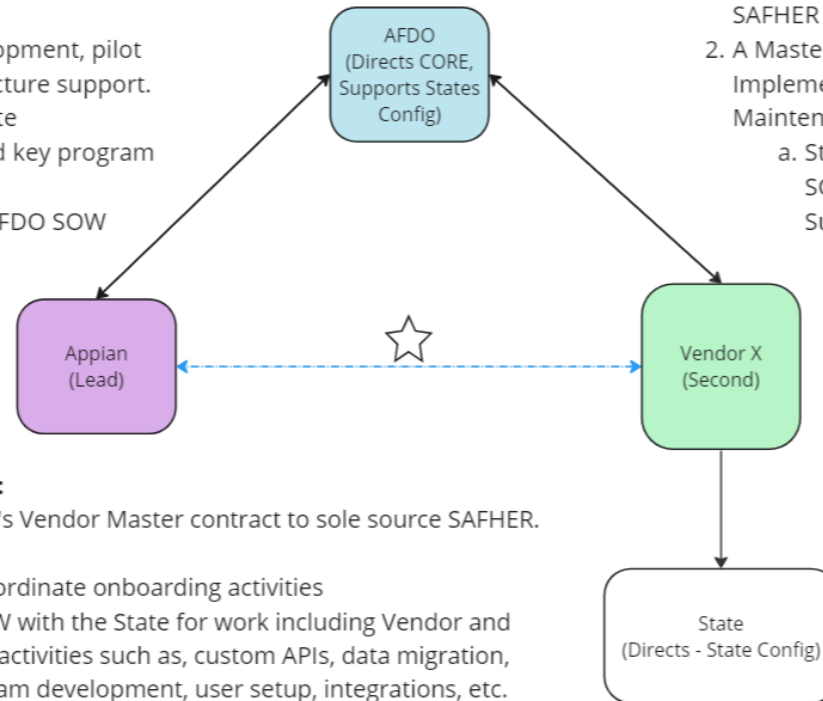 opment, pilot
cture support.
te
d key program
FDO SOW
AFDO
(Directs CORE,
Supports States
Config)
SAFHER
2. A Maste
Impleme
Mainten
a. St
SO
Su
Appian
(Lead)
Vendor X
(Second)
:
's Vendor Master contract to sole source SAFHER.
ordinate onboarding activities
W with the State for work including Vendor and
activities such as, custom APIs, data migration,
am development, user setup, integrations, etc.
State
(Directs - State Config)